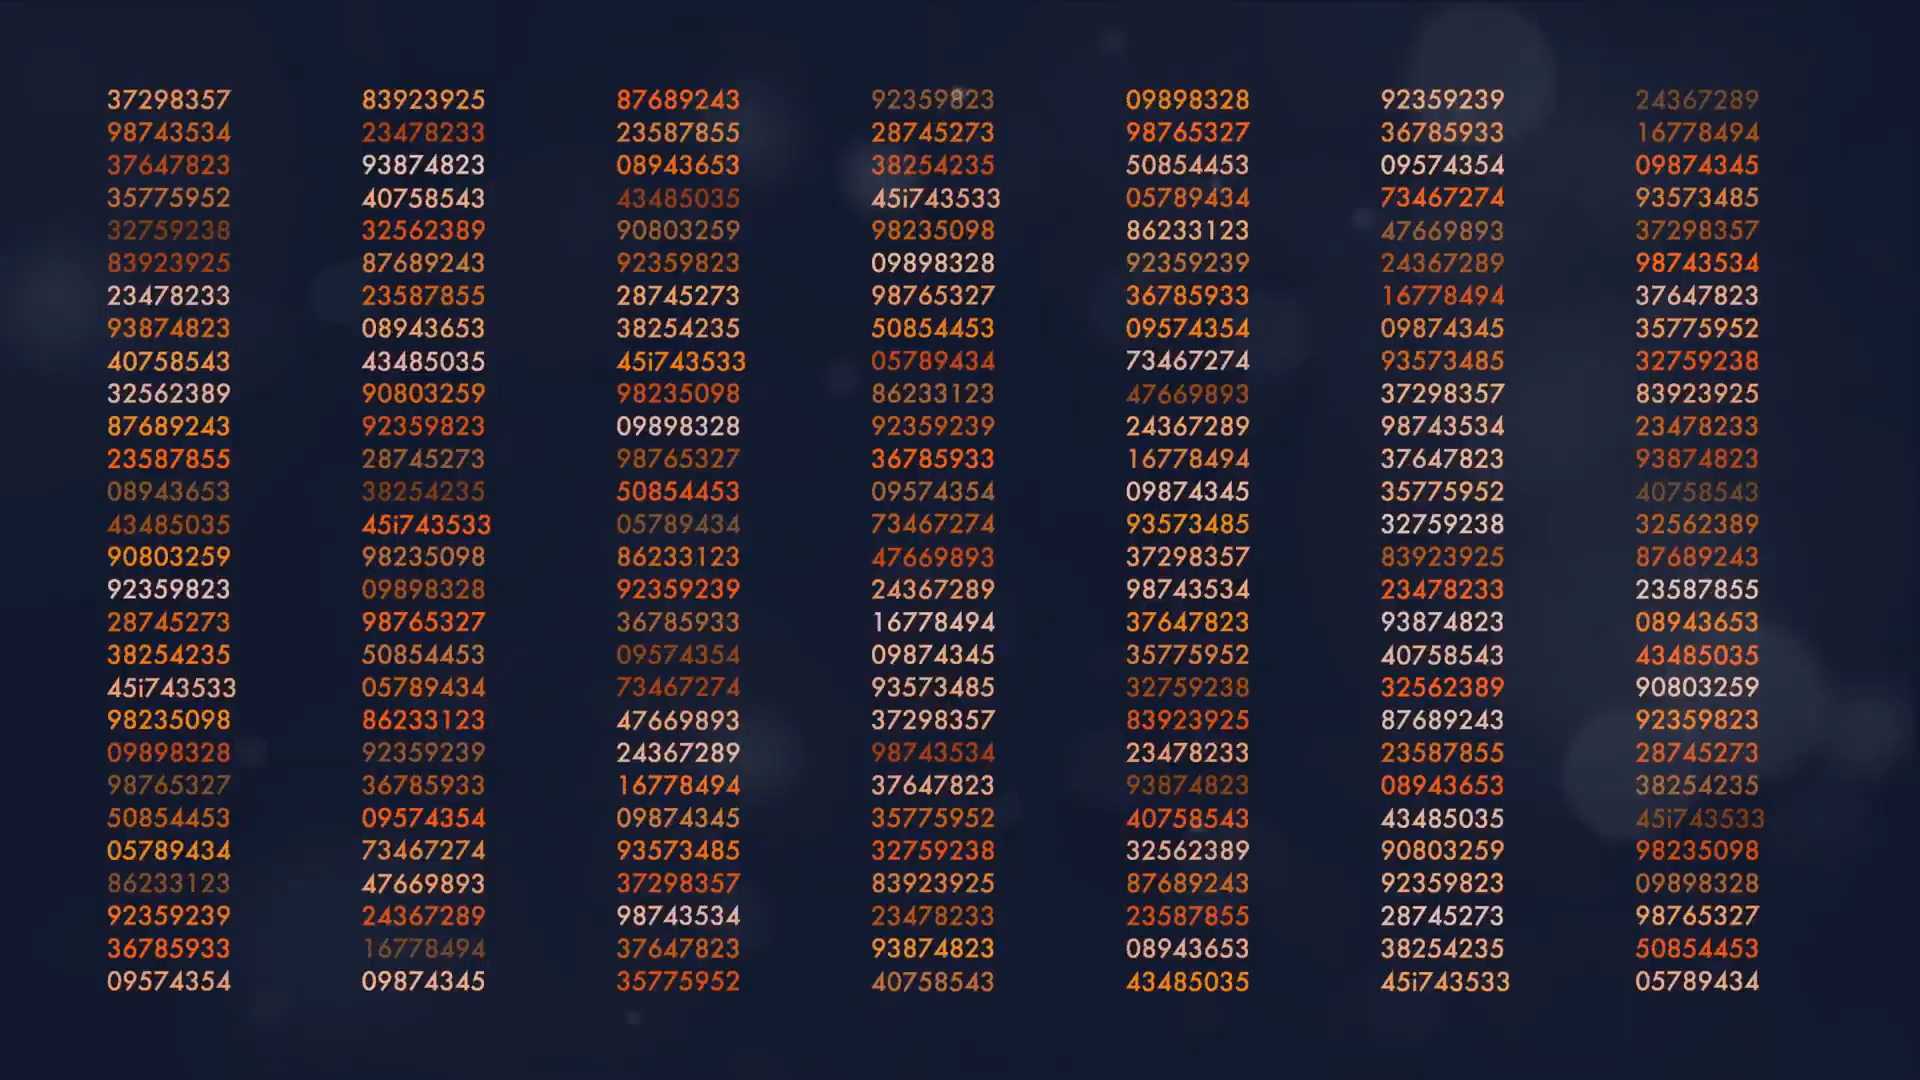 37298357 83923925 87689243 92359823 09898328 92359239 24367289
98743534 23478233 23587855 28745273 98765327 36785933 16778494
37647823 93874823 08943653 38254235 50854453 09574354 09874345
35775952 40758543 43485035 45i743533 05789434 73467274 93573485
32759238 32562389 90803259 98235098 86233123 47669893 37298357
83923925 87689243 92359823 09898328 92359239 24367289 98743534
23478233 23587855 28745273 98765327 36785933 16778494 37647823
93874823 08943653 38254235 50854453 09574354 09874345 35775952
40758543 43485035 45i743533 05789434 73467274 93573485 32759238
32562389 90803259 98235098 86233123 47669893 37298357 83923925
87689243 92359823 09898328 92359239 24367289 98743534 23478233
23587855 28745273 98765327 36785933 16778494 37647823 93874823
08943653 38254235 50854453 09574354 09874345 35775952 40758543
43485035 45i743533 05789434 73467274 93573485 32759238 32562389
90803259 98235098 86233123 47669893 37298357 83923925 87689243
92359823 09898328 92359239 24367289 98743534 23478233 23587855
28745273 98765327 36785933 16778494 37647823 93874823 08943653
38254235 50854453 09574354 09874345 35775952 40758543 43485035
45i743533 05789434 73467274 93573485 32759238 32562389 90803259
98235098 86233123 47669893 37298357 83923925 87689243 92359823
09898328 92359239 24367289 98743534 23478233 23587855 28745273
98765327 36785933 16778494 37647823 93874823 08943653 38254235
50854453 09574354 09874345 35775952 40758543 43485035 45i743533
05789434 73467274 93573485 32759238 32562389 90803259 98235098
86233123 47669893 37298357 83923925 87689243 92359823 09898328
92359239 24367289 98743534 23478233 23587855 28745273 98765327
36785933 16778494 37647823 93874823 08943653 38254235 50854453
09574354 09874345 35775952 40758543 43485035 45i743533 05789434